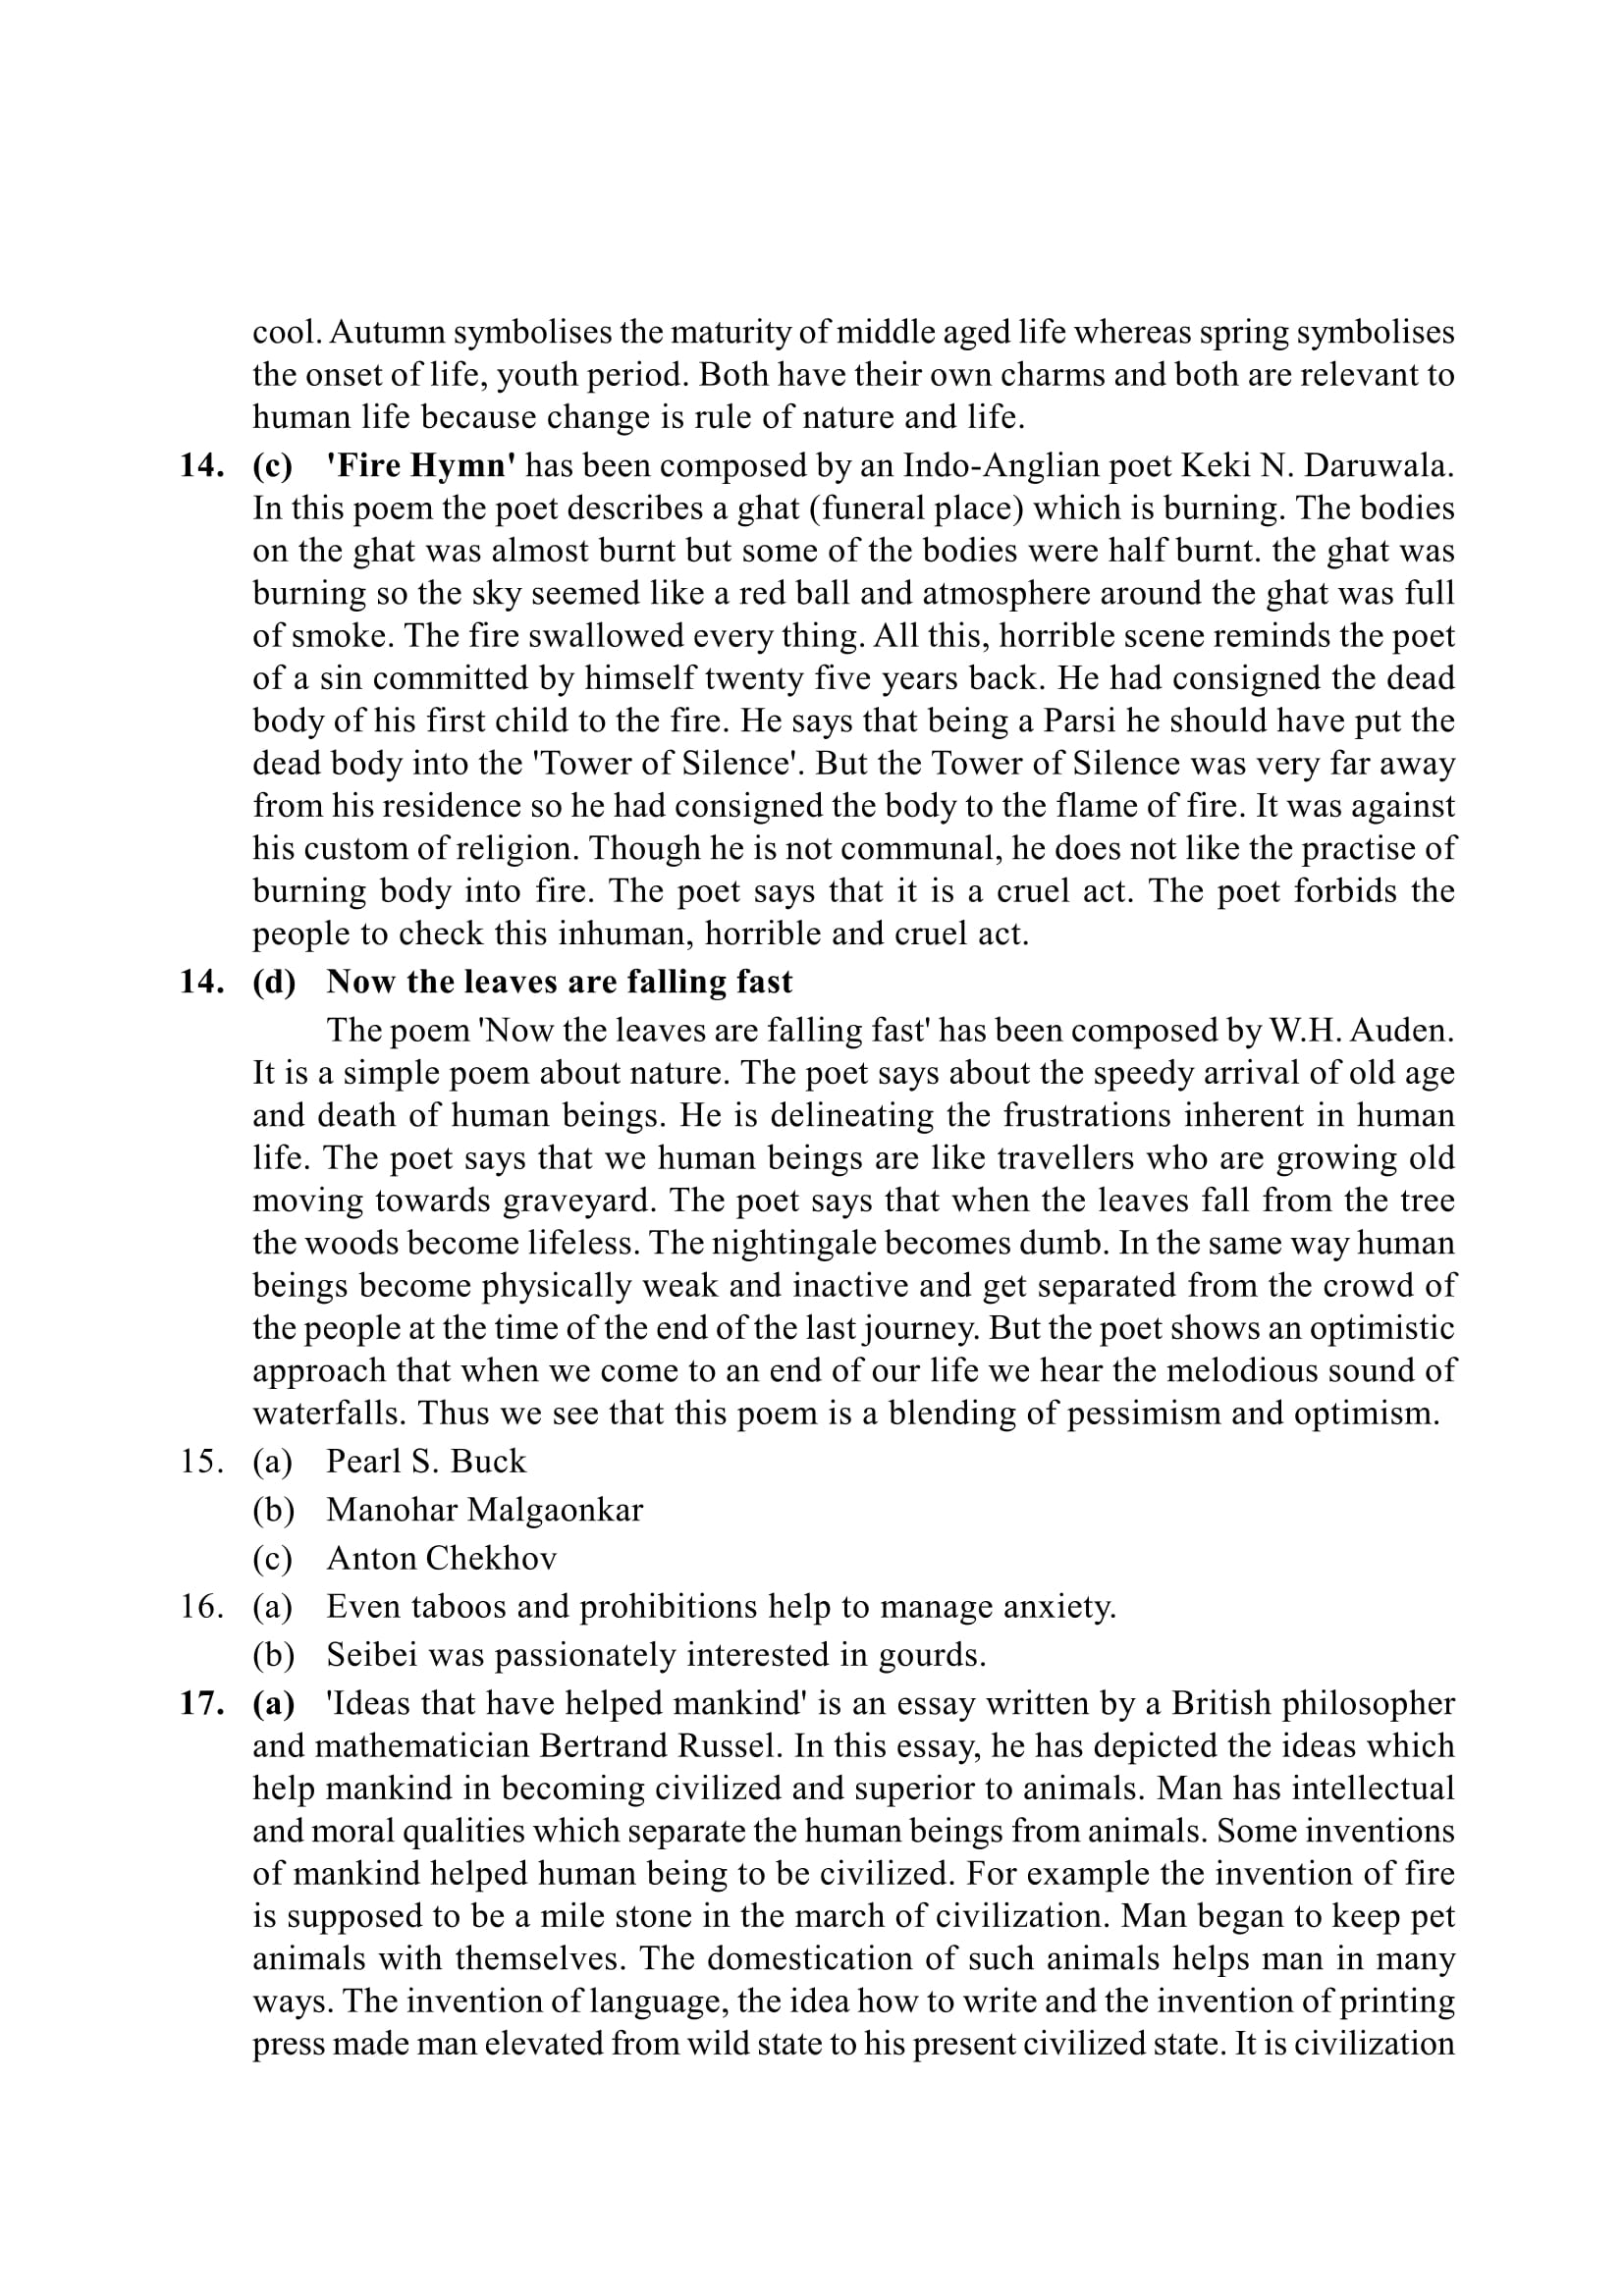 cool. Autumn symbolises the maturity of middle aged life whereas spring symbolises
the onset of life, youth period. Both have their own charms and both are relevant to
human life because change is rule of nature and life.
14. (c) 'Fire Hymn' has been composed by an Indo-Anglian poet Keki N. Daruwala.
In this poem the poet describes a ghat (funeral place) which is burning. The bodies
on the ghat was almost burnt but some of the bodies were half burnt. the ghat was
burning so the sky seemed like a red ball and atmosphere around the ghat was full
of smoke. The fire swallowed every thing. All this, horrible scene reminds the poet
of a sin committed by himself twenty five years back. He had consigned the dead
body of his first child to the fire. He says that being a Parsi he should have put the
dead body into the 'Tower of Silence'. But the Tower of Silence was very far away
from his residence so he had consigned the body to the flame of fire. It was against
his custom of religion. Though he is not communal, he does not like the practise of
burning body into fire. The poet says that it is a cruel act. The poet forbids the
people to check this inhuman, horrible and cruel act.
14. (d) Now the leaves are falling fast
The poem 'Now the leaves are falling fast' has been composed by W.H. Auden.
It is a simple poem about nature. The poet says about the speedy arrival of old age
and death of human beings. He is delineating the frustrations inherent in human
life. The poet says that we human beings are like travellers who are growing old
moving towards graveyard. The poet says that when the leaves fall from the tree
the woods become lifeless. The nightingale becomes dumb. In the same way human
beings become physically weak and inactive and get separated from the crowd of
the people at the time of the end of the last journey. But the poet shows an optimistic
approach that when we come to an end of our life we hear the melodious sound of
waterfalls. Thus we see that this poem is a blending of pessimism and optimism.
15. (a) Pearl S. Buck
(b) Manohar Malgaonkar
(c) Anton Chekhov
16. (a) Even taboos and prohibitions help to manage anxiety.
(b) Seibei was passionately interested in gourds.
17. (a) 'Ideas that have helped mankind' is an essay written by a British philosopher
and mathematician Bertrand Russel. In this essay, he has depicted the ideas which
help mankind in becoming civilized and superior to animals. Man has intellectual
and moral qualities which separate the human beings from animals. Some inventions
of mankind helped human being to be civilized. For example the invention of fire
is supposed to be a mile stone in the march of civilization. Man began to keep pet
animals with themselves. The domestication of such animals helps man in many
ways. The invention of language, the idea how to write and the invention of printing
press made man elevated from wild state to his present civilized state. It is civilization